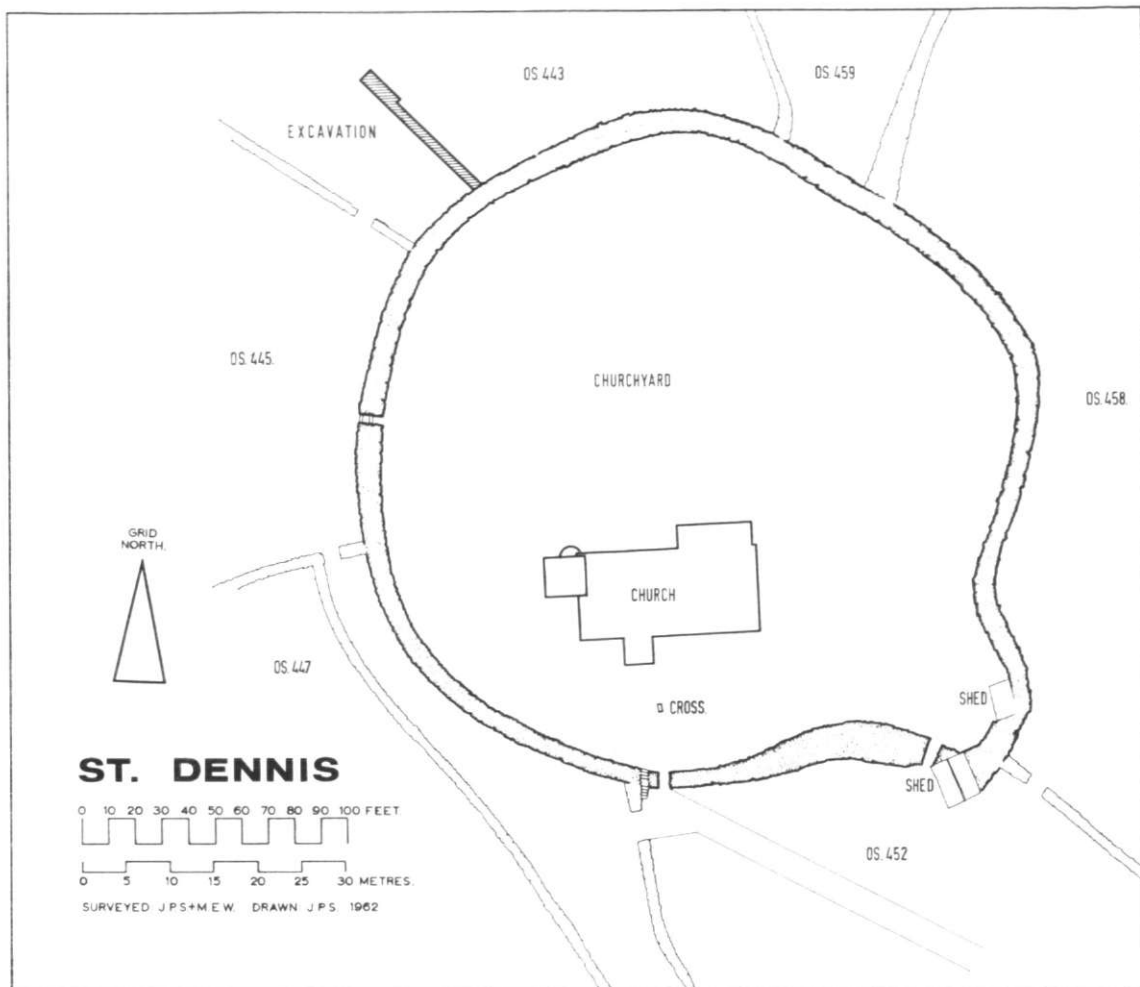 OS. 443
OS. 459
EXCAVATION
OS. 445.
CHURCHYARD
OS. 458.
GRID
NORTH.
CHURCH
OS. 447
CROSS.
SHED
ST. DENNIS
SHED
0 10 20 30 40 50 60 70 80 90 100 FEET
OS. 452
0 5 10 15 20 25 30 METRES.
SURVEYED J.P.S+M.E.W. DRAWN J.P.S. 1962